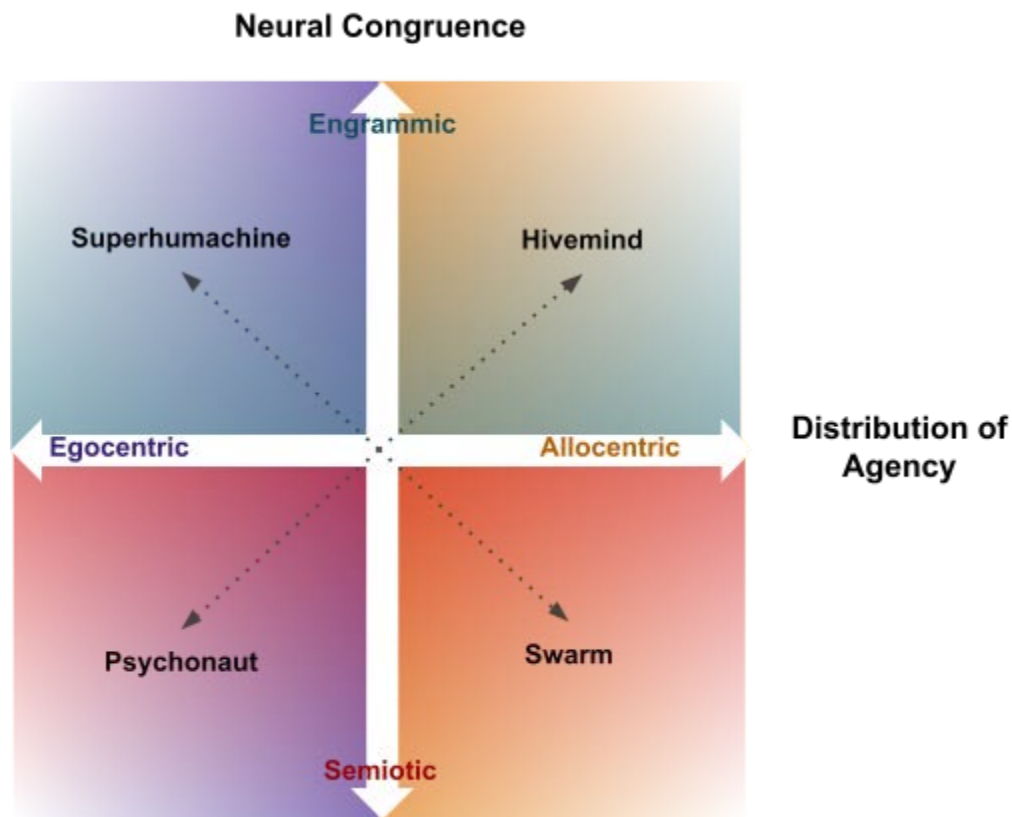 Neural Congruence
Engrammic
Superhumachine
Hivemind
Egocentric
Allocentric
Distribution of
Agency
Psychonaut
Swarm
Semiotic